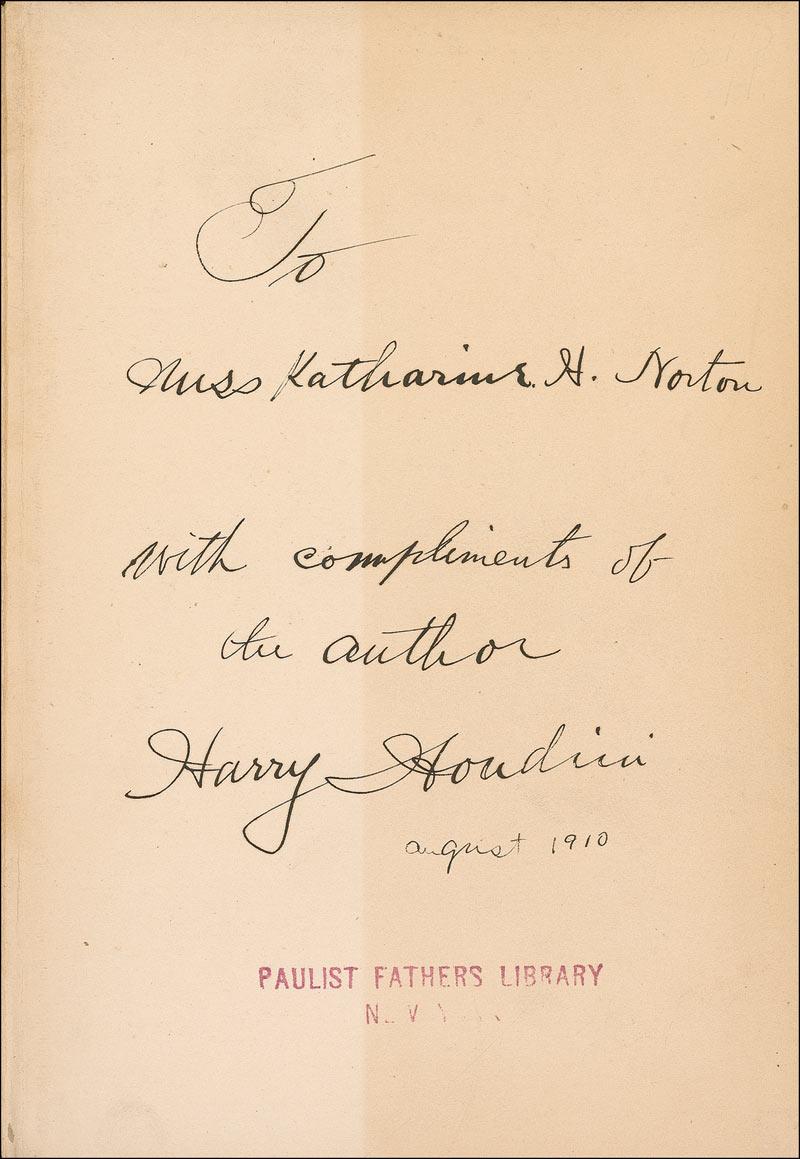 To
Miss Katharine H. Norton
with compliments of
the author
Harry Houdini
august 1910
PAULIST FATHERS LIBRARY